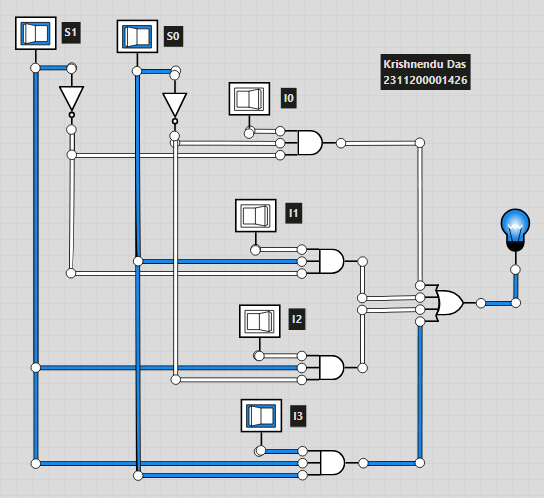 S1
S0
Krishnendu Das
2311200001426
I0
I1
I2
I3